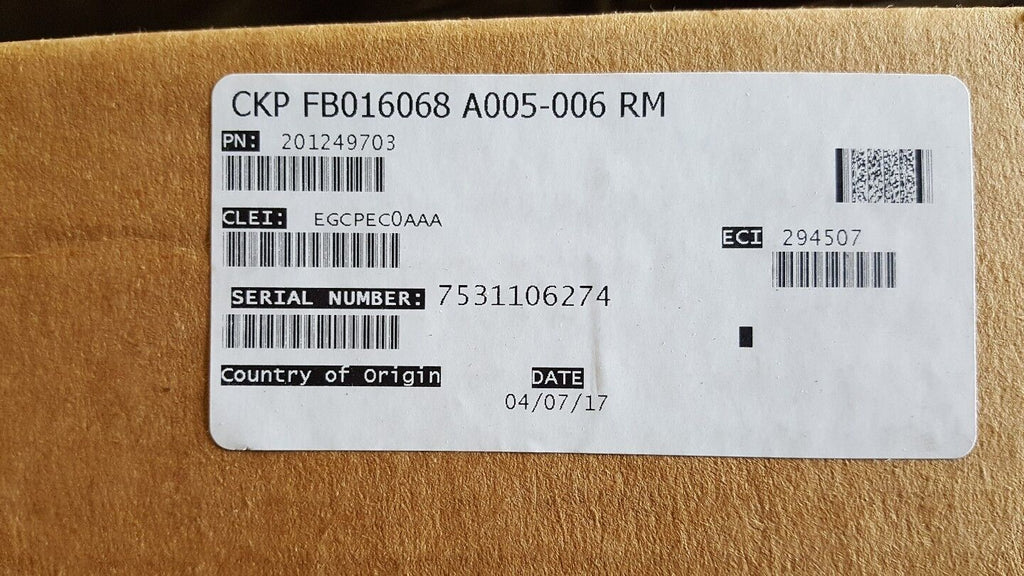 CKP FB016068 A005-006 RM
PN: 201249703
CLEI: EGCPEC0AAA
ECI 294507
SERIAL NUMBER: 7531106274
Country of Origin
DATE
04/07/17